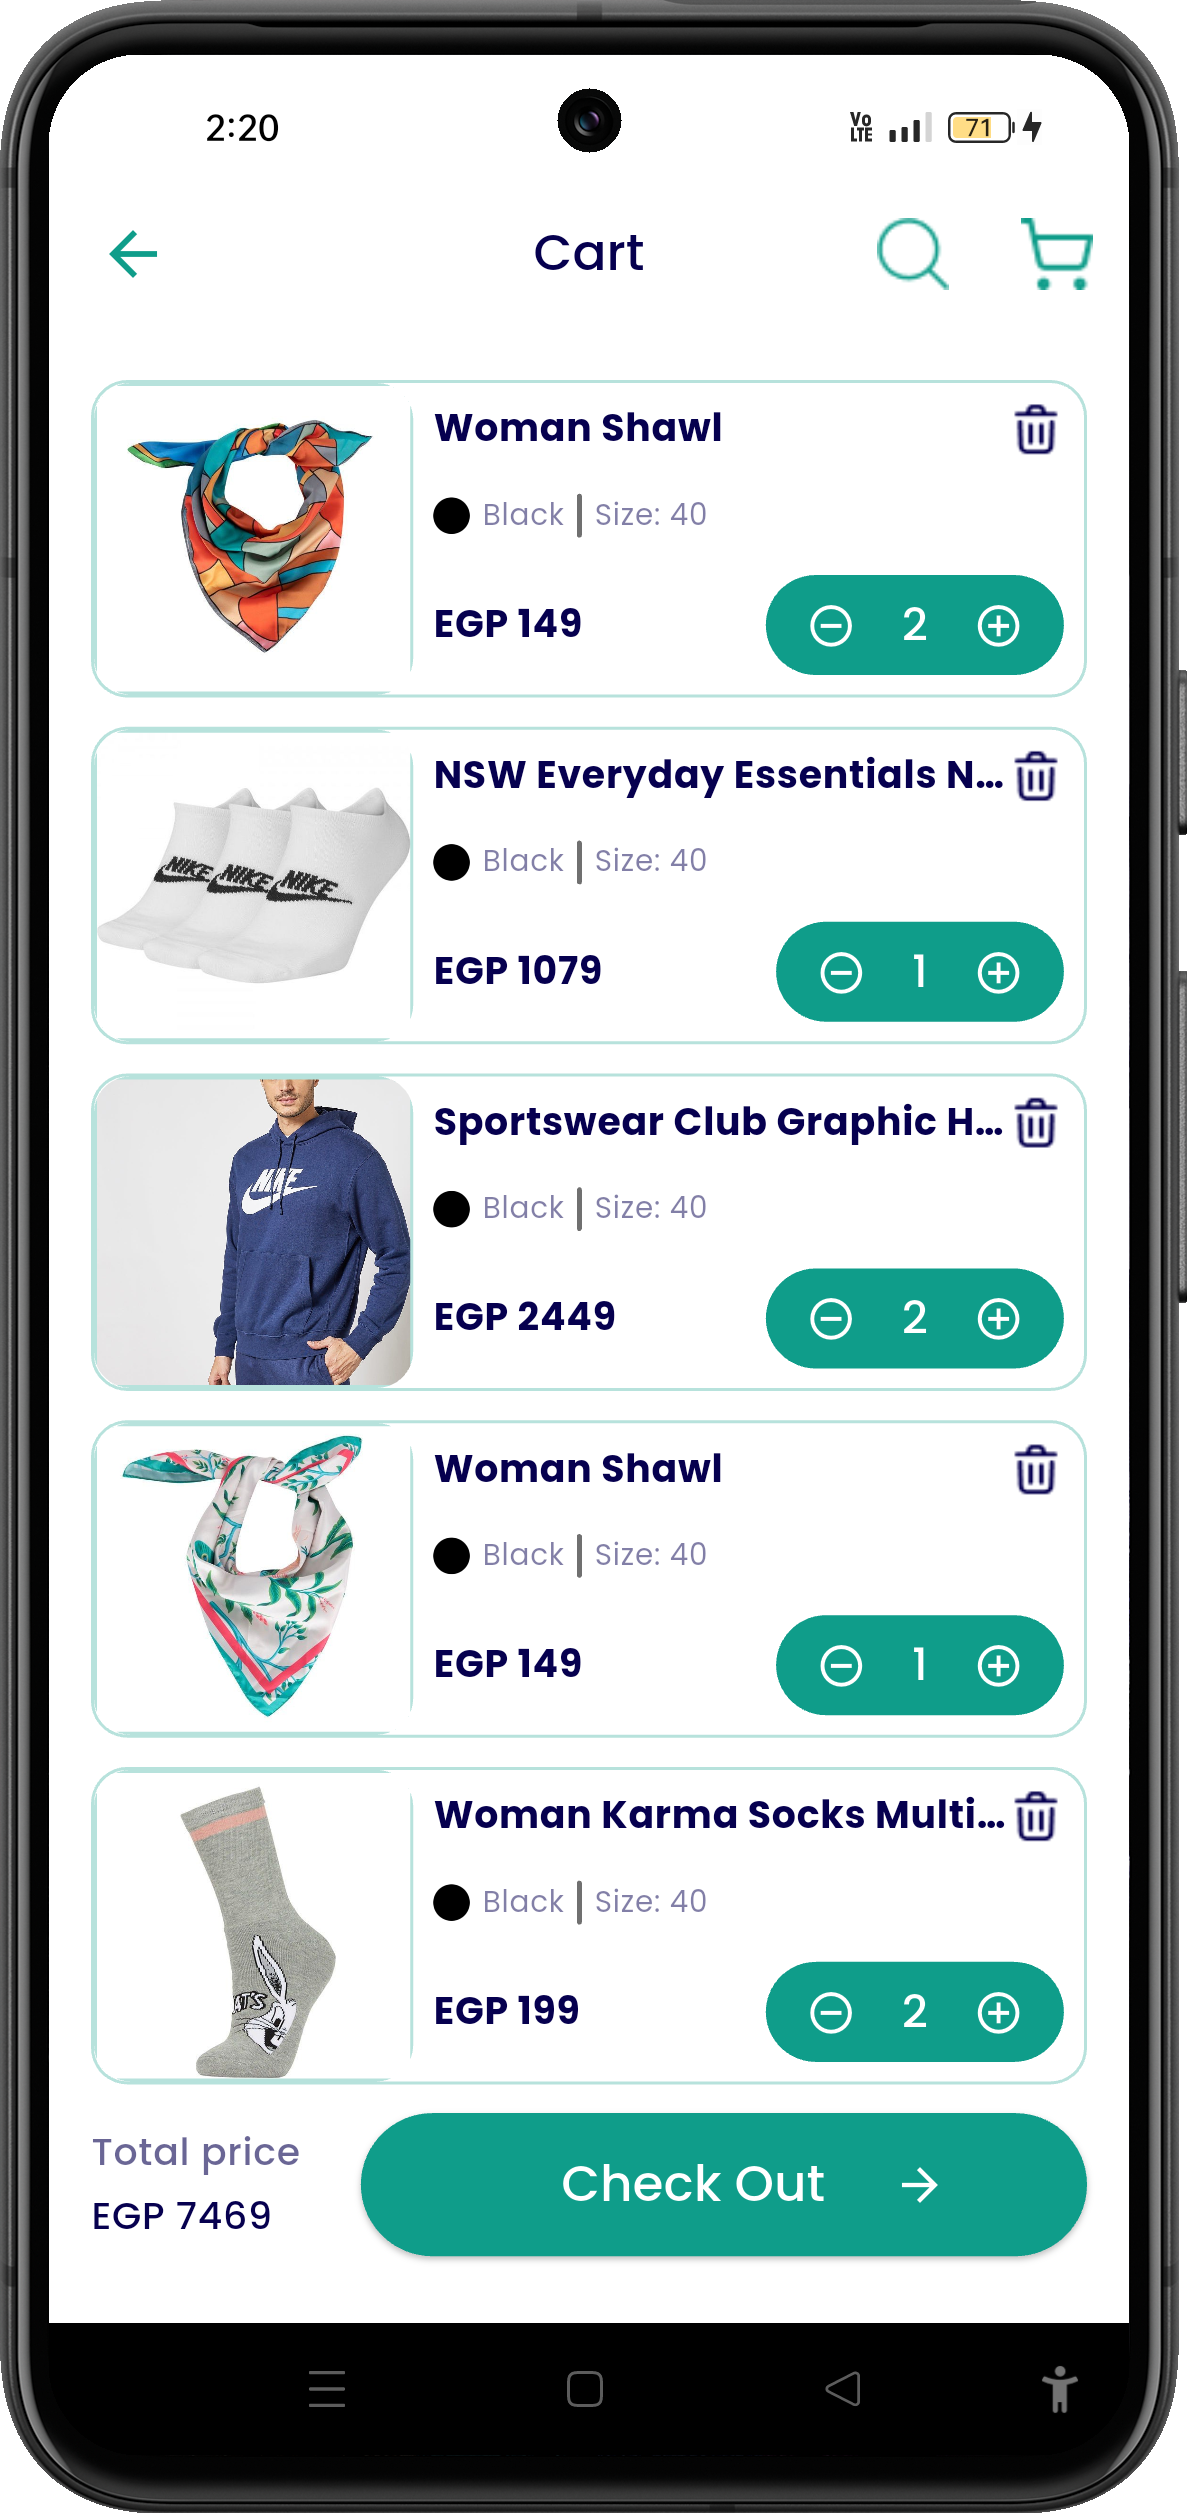 2:20
Vo LTE 71
Cart
Woman Shawl
Black | Size: 40
EGP 149
2
NSW Everyday Essentials N...
NIKE NIKE NIKE
Black | Size: 40
EGP 1079
1
Sportswear Club Graphic H...
NIKE
Black | Size: 40
EGP 2449
2
Woman Shawl
Black | Size: 40
EGP 149
1
Woman Karma Socks Multi...
Black | Size: 40
EGP 199
2
Total price
EGP 7469
Check Out